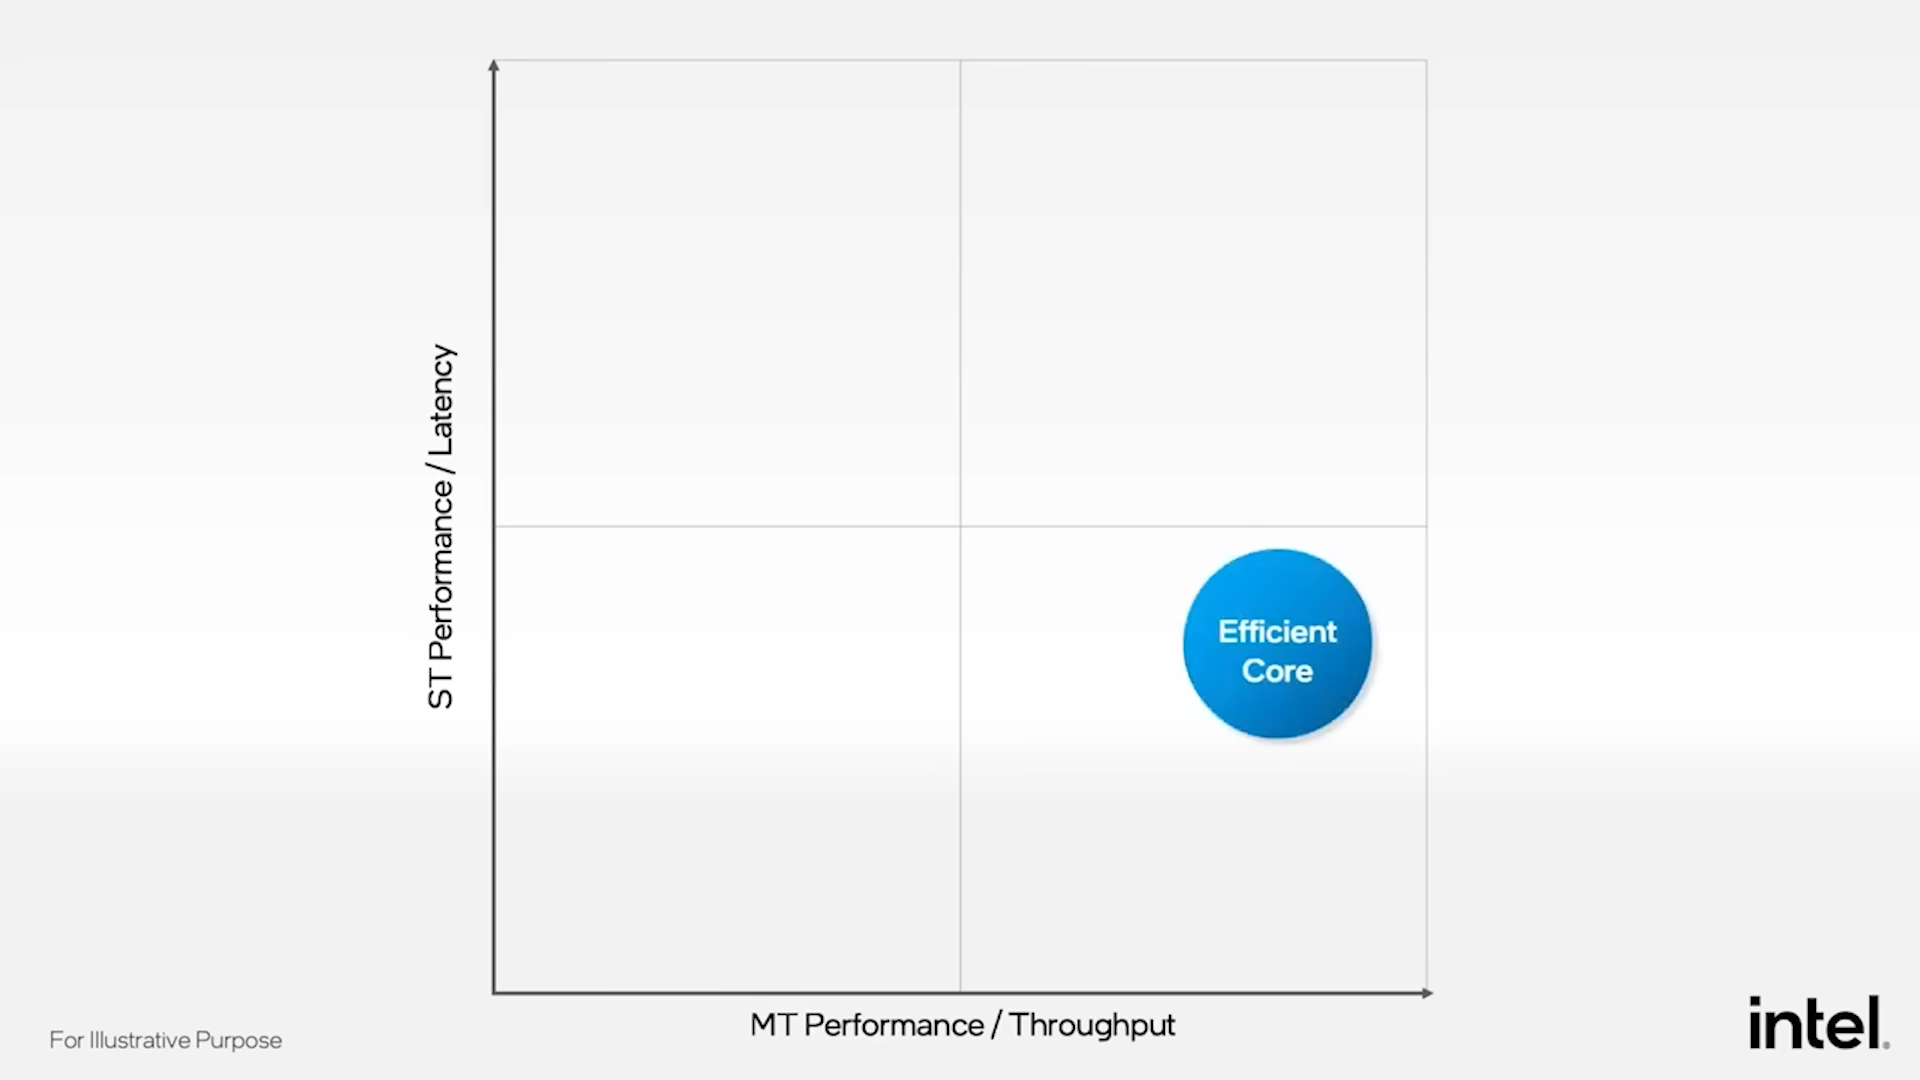 ST Performance / Latency
Efficient
Core
MT Performance / Throughput
For Illustrative Purpose
intel.